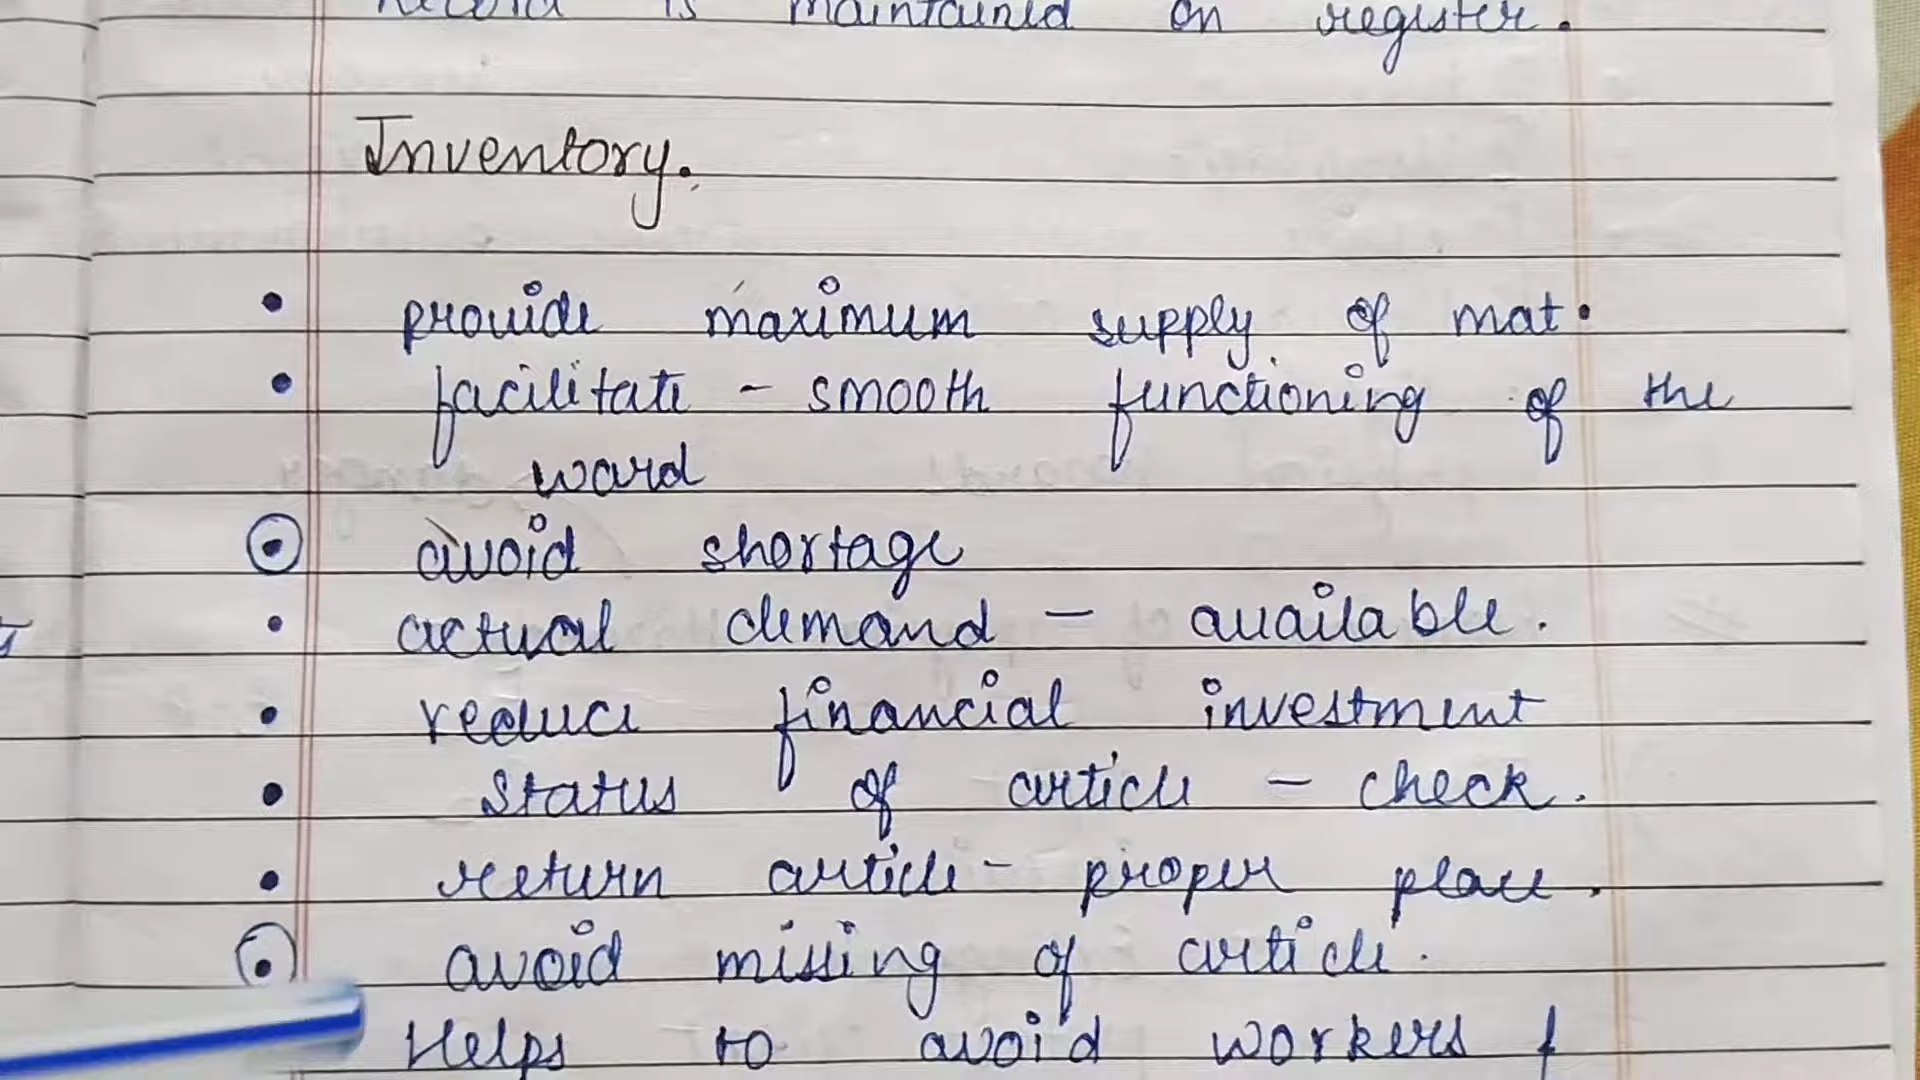 Record is maintained on register.
Inventory.
• provide maximum supply of mat.
• facilitate - smooth functioning of the
ward
• avoid shortage
• actual demand - available.
• reduce financial investment
• status of article - check.
• return article - proper place.
• avoid missing of article.
Helps to avoid workers